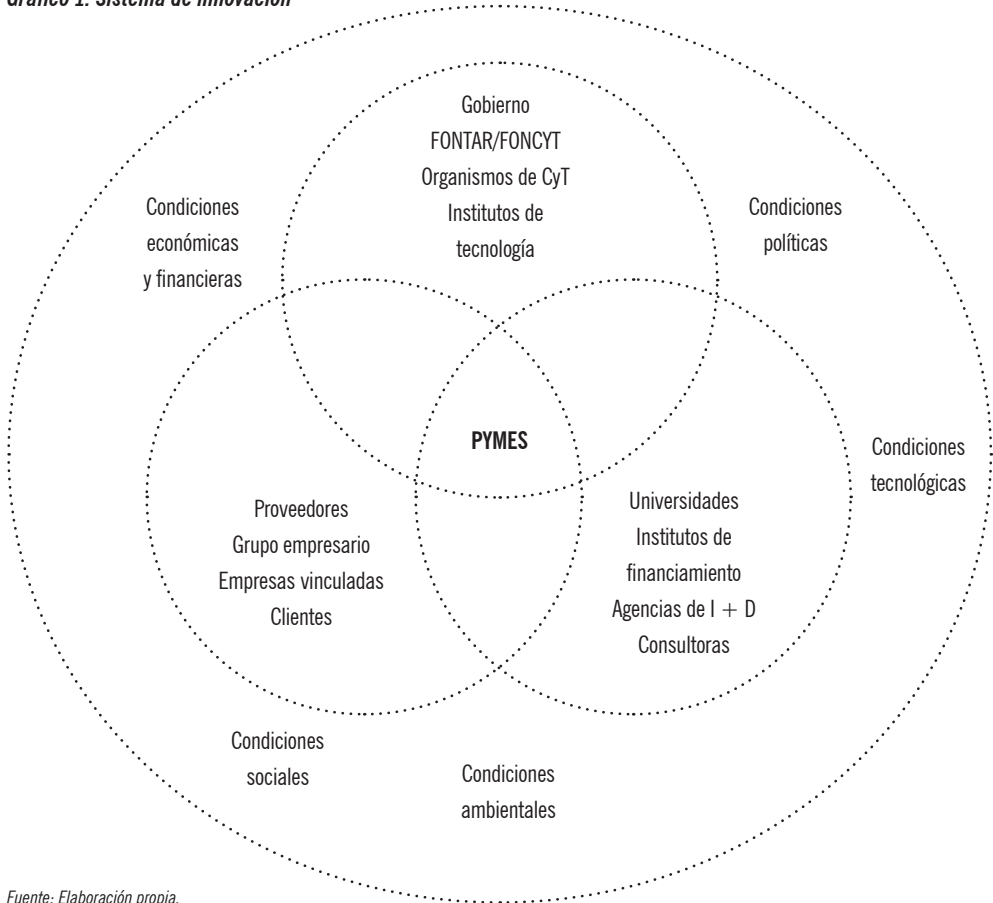 Gráfico 1. Sistema de innovación
Gobierno
FONTAR/FONCYT
Organismos de CyT
Institutos de
tecnología
Condiciones
económicas
y financieras
Condiciones
políticas
PYMES
Condiciones
tecnológicas
Proveedores
Grupo empresario
Empresas vinculadas
Clientes
Universidades
Institutos de
financiamiento
Agencias de I + D
Consultoras
Condiciones
sociales
Condiciones
ambientales
Fuente: Elaboración propia.